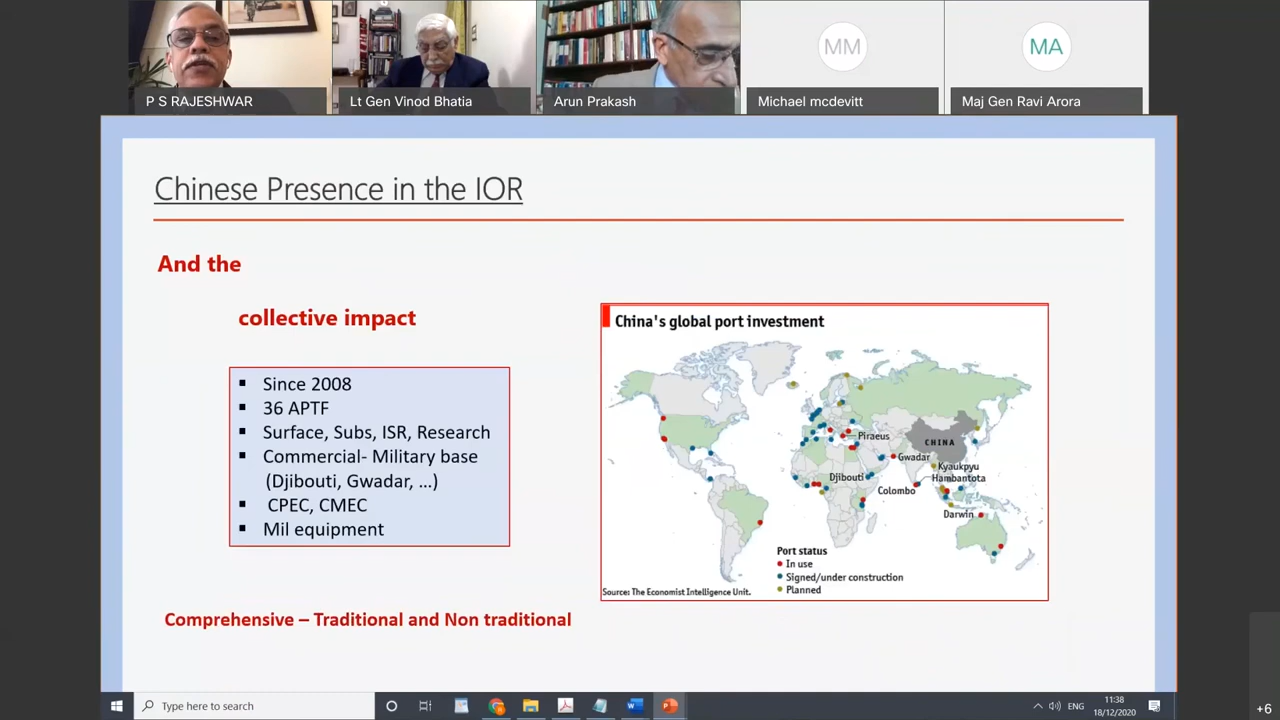 P S RAJESHWAR
Lt Gen Vinod Bhatia
Arun Prakash
MM
Michael mcdevitt
MA
Maj Gen Ravi Arora
Chinese Presence in the IOR
And the
collective impact
▪ Since 2008
▪ 36 APTF
▪ Surface, Subs, ISR, Research
▪ Commercial- Military base
(Djibouti, Gwadar, ...)
▪ CPEC, CMEC
▪ Mil equipment
Comprehensive – Traditional and Non traditional
China's global port investment
CHINA
Piraeus
Gwadar
Kyaukpyu
Djibouti
Hambantota
Colombo
Darwin
Port status
In use
Signed/under construction
Planned
Source: The Economist Intelligence Unit.
Type here to search
ENG
11:38
18/12/2020
+6